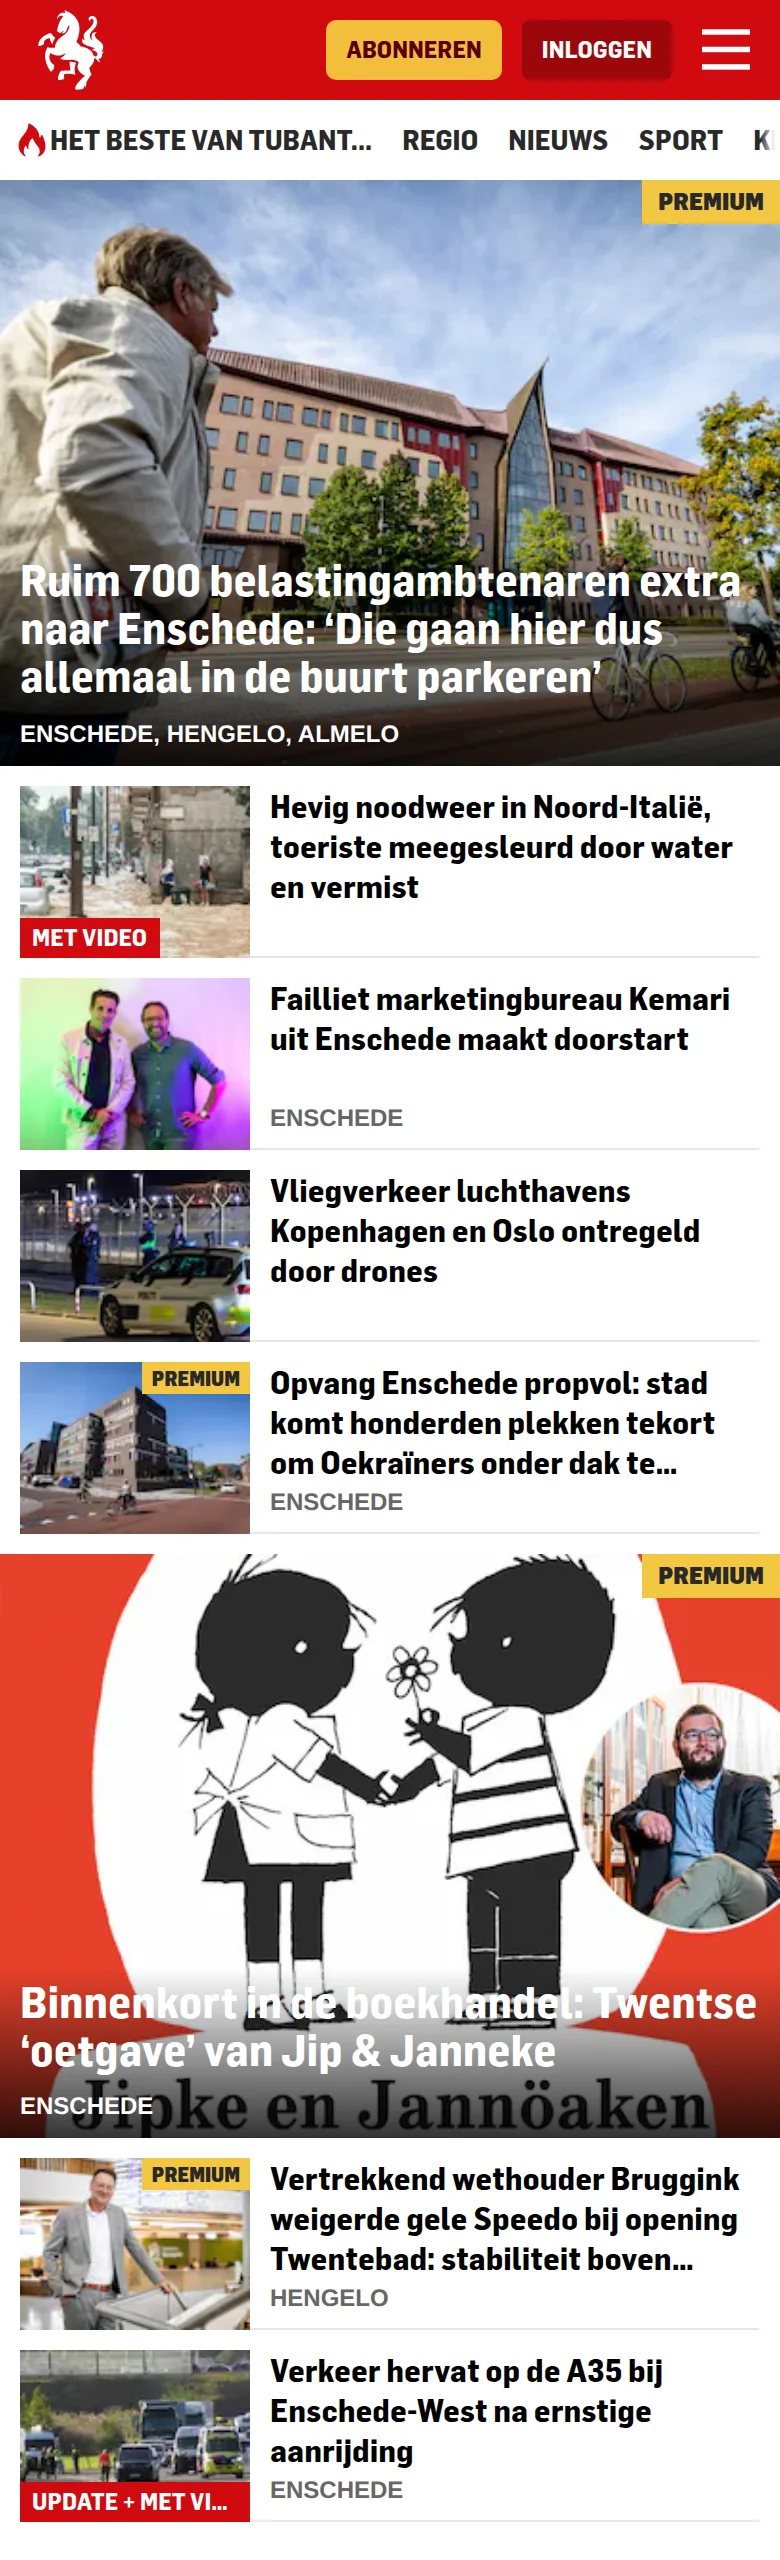 ABONNEREN
INLOGGEN
HET BESTE VAN TUBANT...
REGIO
NIEUWS
SPORT
PREMIUM
Ruim 700 belastingambtenaren extra
naar Enschede: ‘Die gaan hier dus
allemaal in de buurt parkeren’
ENSCHEDE, HENGELO, ALMELO
MET VIDEO
Hevig noodweer in Noord-Italië,
toeriste meegesleurd door water
en vermist
Failliet marketingbureau Kemari
uit Enschede maakt doorstart
ENSCHEDE
Vliegverkeer luchthavens
Kopenhagen en Oslo ontregeld
door drones
PREMIUM
Opvang Enschede propvol: stad
komt honderden plekken tekort
om Oekraïners onder dak te...
ENSCHEDE
PREMIUM
Binnenkort in de boekhandel: Twentse
‘oetgave’ van Jip & Janneke
ENSCHEDE
Jipke en Jannöaken
PREMIUM
Vertrekkend wethouder Bruggink
weigerde gele Speedo bij opening
Twentebad: stabiliteit boven...
HENGELO
UPDATE + MET VI...
Verkeer hervat op de A35 bij
Enschede-West na ernstige
aanrijding
ENSCHEDE